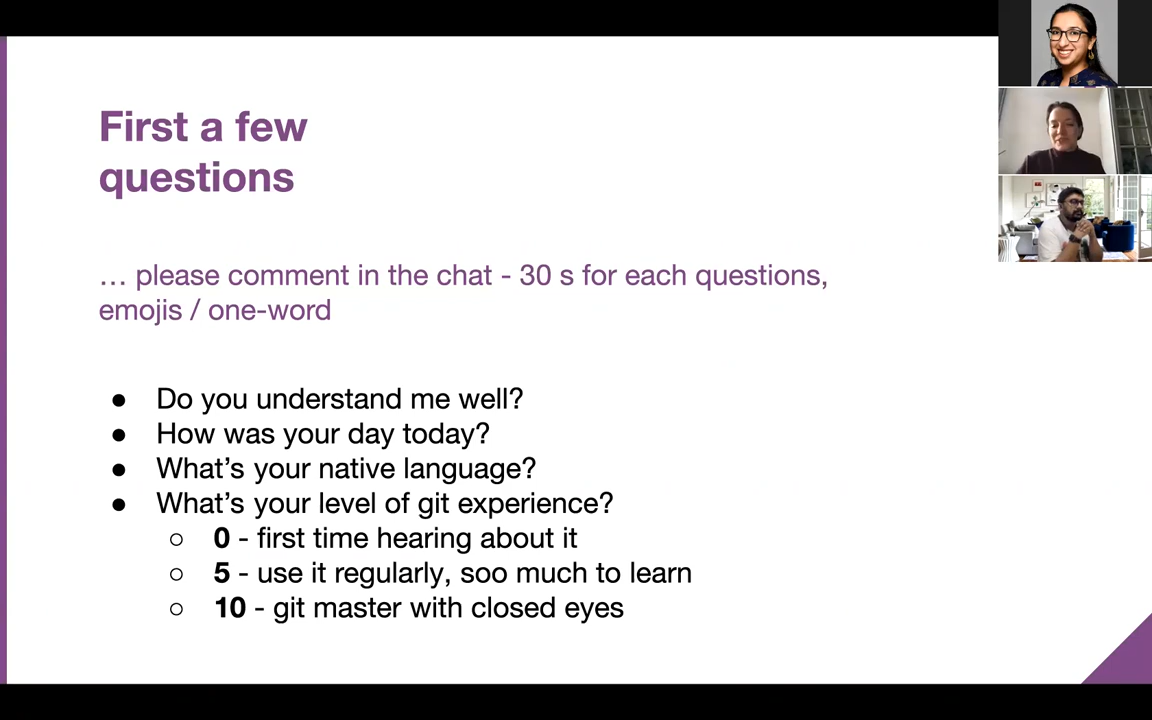 First a few
questions
… please comment in the chat - 30 s for each questions,
emojis / one-word
● Do you understand me well?
● How was your day today?
● What's your native language?
● What's your level of git experience?
○ 0 - first time hearing about it
○ 5 - use it regularly, soo much to learn
○ 10 - git master with closed eyes